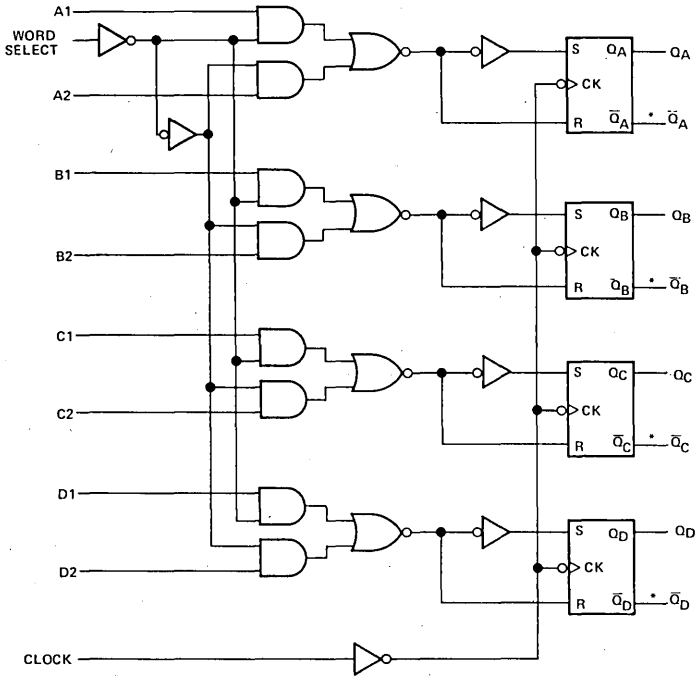 A1
WORD
SELECT
S QA QA
CK
A2
R Q̅A * Q̅A
B1
S QB QB
CK
B2
R Q̅B * Q̅B
C1
S QC QC
CK
C2
R Q̅C * Q̅C
D1
S QD QD
CK
D2
R Q̅D * Q̅D
CLOCK